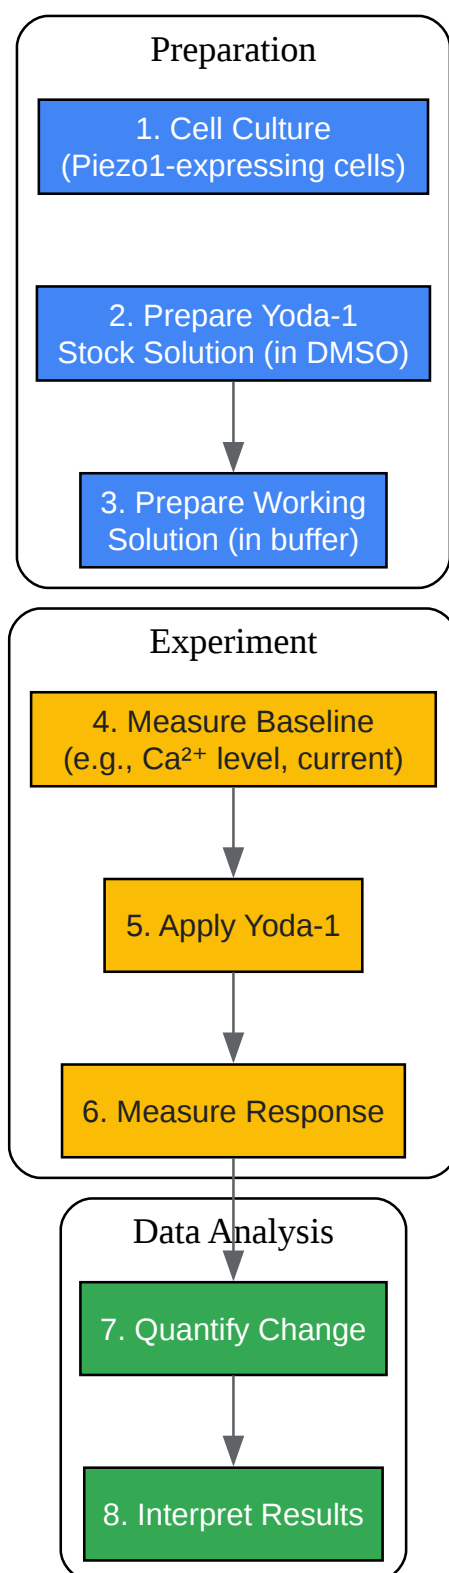 Preparation
1. Cell Culture
(Piezo1-expressing cells)
2. Prepare Yoda-1
Stock Solution (in DMSO)
3. Prepare Working
Solution (in buffer)
Experiment
4. Measure Baseline
(e.g., Ca²⁺ level, current)
5. Apply Yoda-1
6. Measure Response
Data Analysis
7. Quantify Change
8. Interpret Results